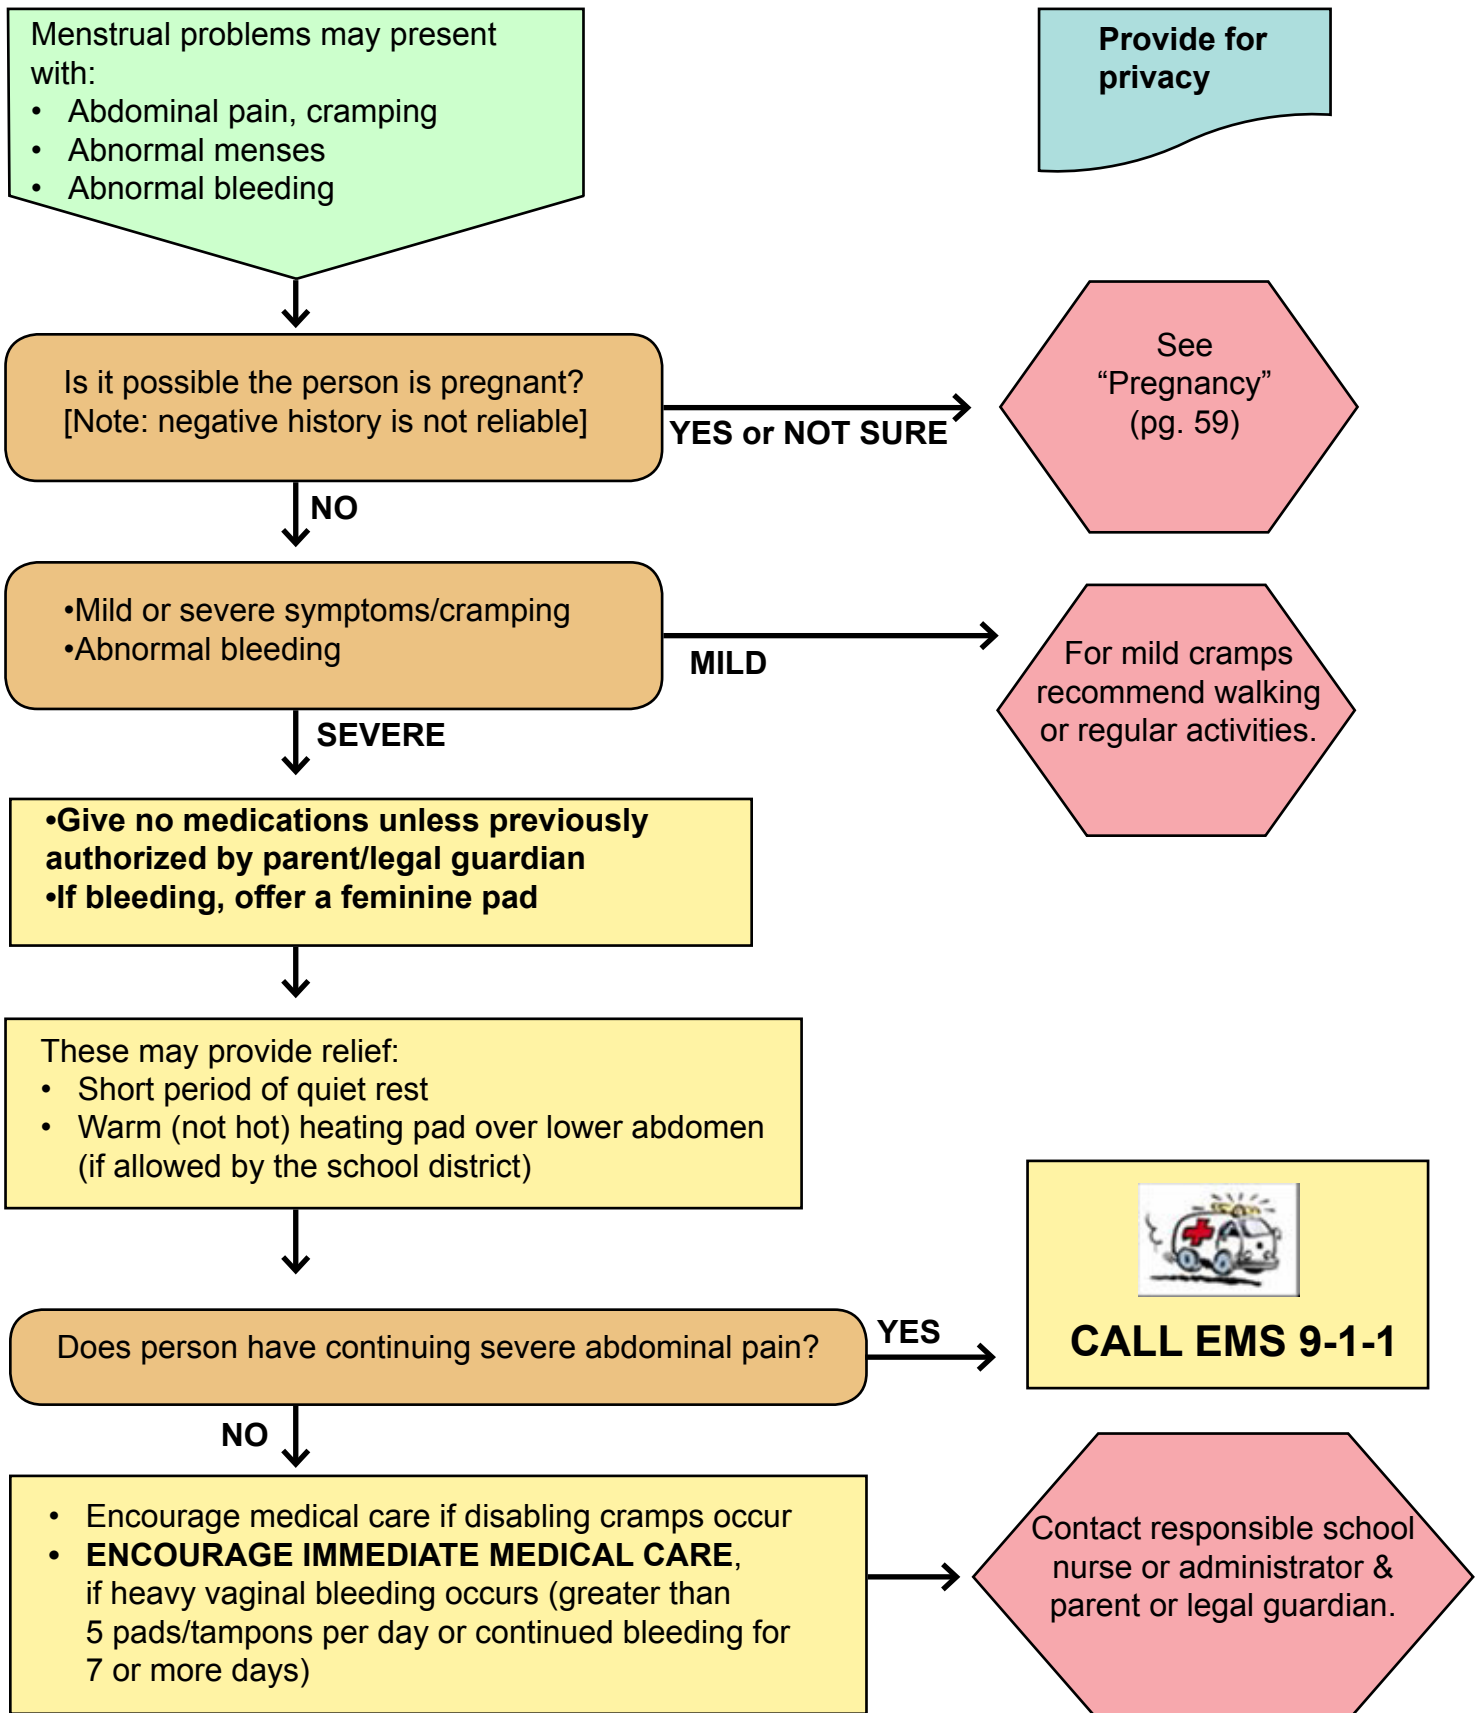 Menstrual problems may present
with:
• Abdominal pain, cramping
• Abnormal menses
• Abnormal bleeding
Provide for
privacy
Is it possible the person is pregnant?
[Note: negative history is not reliable]
YES or NOT SURE
See
“Pregnancy”
(pg. 59)
NO
•Mild or severe symptoms/cramping
•Abnormal bleeding
MILD
For mild cramps
recommend walking
or regular activities.
SEVERE
•Give no medications unless previously
authorized by parent/legal guardian
•If bleeding, offer a feminine pad
These may provide relief:
• Short period of quiet rest
• Warm (not hot) heating pad over lower abdomen
(if allowed by the school district)
Does person have continuing severe abdominal pain?
YES
CALL EMS 9-1-1
NO
• Encourage medical care if disabling cramps occur
• ENCOURAGE IMMEDIATE MEDICAL CARE,
if heavy vaginal bleeding occurs (greater than
5 pads/tampons per day or continued bleeding for
7 or more days)
Contact responsible school
nurse or administrator &
parent or legal guardian.